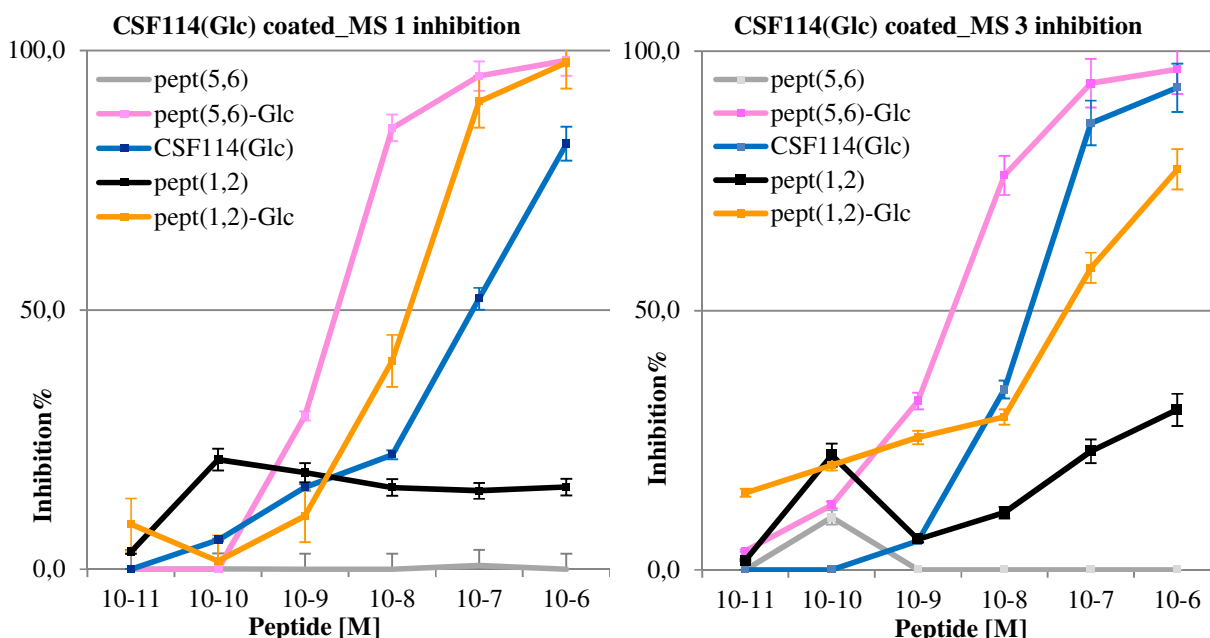 CSF114(Glc) coated_MS 1 inhibition
100,0
50,0
0,0
Inhibition%
pept(5,6)
pept(5,6)-Glc
CSF114(Glc)
pept(1,2)
pept(1,2)-Glc
10-11 10-10 10-9 10-8 10-7 10-6
Peptide [M]
CSF114(Glc) coated_MS 3 inhibition
100,0
50,0
0,0
Inhibition%
pept(5,6)
pept(5,6)-Glc
CSF114(Glc)
pept(1,2)
pept(1,2)-Glc
10-11 10-10 10-9 10-8 10-7 10-6
Peptide [M]